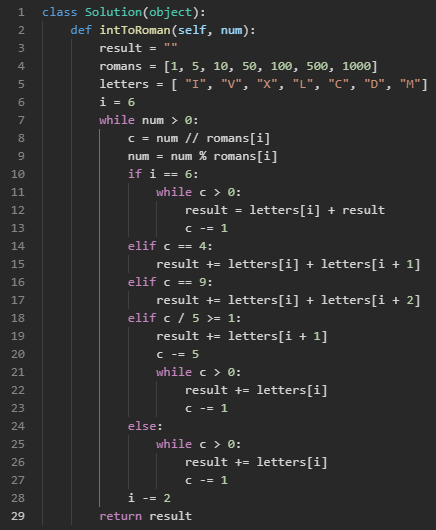 1 class Solution(object):
2     def intToRoman(self, num):
3         result = ""
4         romans = [1, 5, 10, 50, 100, 500, 1000]
5         letters = [ "I", "V", "X", "L", "C", "D", "M"]
6         i = 6
7         while num > 0:
8             c = num // romans[i]
9             num = num % romans[i]
10             if i == 6:
11                 while c > 0:
12                     result = letters[i] + result
13                     c -= 1
14             elif c == 4:
15                 result += letters[i] + letters[i + 1]
16             elif c == 9:
17                 result += letters[i] + letters[i + 2]
18             elif c / 5 >= 1:
19                 result += letters[i + 1]
20                 c -= 5
21                 while c > 0:
22                     result += letters[i]
23                     c -= 1
24             else:
25                 while c > 0:
26                     result += letters[i]
27                     c -= 1
28             i -= 2
29         return result